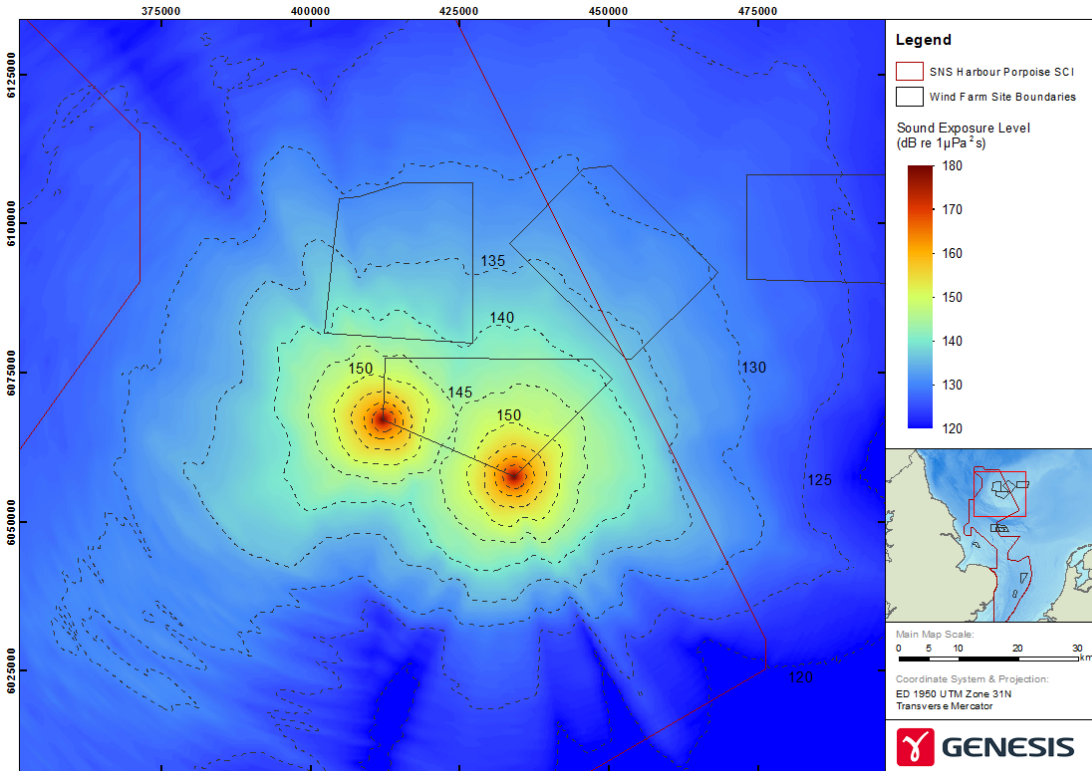 375000 400000 425000 450000 475000
6125000
6100000
6075000
6050000
6025000
135
140
150
145
150
130
125
120
Legend
SNS Harbour Porpoise SCI
Wind Farm Site Boundaries
Sound Exposure Level
(dB re 1µPa²s)
180
170
160
150
140
130
120
Main Map Scale:
0 5 10 20 30
km
Coordinate System & Projection:
ED 1950 UTM Zone 31N
Transverse Mercator
GENESIS